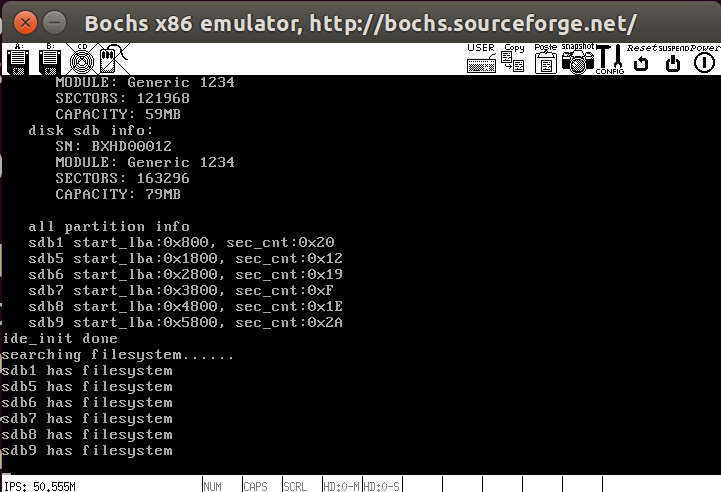 Bochs x86 emulator, http://bochs.sourceforge.net/
A: B: CD USER Copy Paste snapshot CONFIG Reset SUSPEND Power
MODULE: Generic 1234
SECTORS: 121968
CAPACITY: 59MB
disk sdb info:
SN: BXHD00012
MODULE: Generic 1234
SECTORS: 163296
CAPACITY: 79MB
all partition info
sdb1 start_lba:0x800, sec_cnt:0x20
sdb5 start_lba:0x1800, sec_cnt:0x12
sdb6 start_lba:0x2800, sec_cnt:0x19
sdb7 start_lba:0x3800, sec_cnt:0xF
sdb8 start_lba:0x4800, sec_cnt:0x1E
sdb9 start_lba:0x5800, sec_cnt:0x2A
ide_init done
searching filesystem......
sdb1 has filesystem
sdb5 has filesystem
sdb6 has filesystem
sdb7 has filesystem
sdb8 has filesystem
sdb9 has filesystem
IPS: 50.555M NUM CAPS SCRL HD:0-M HD:0-S